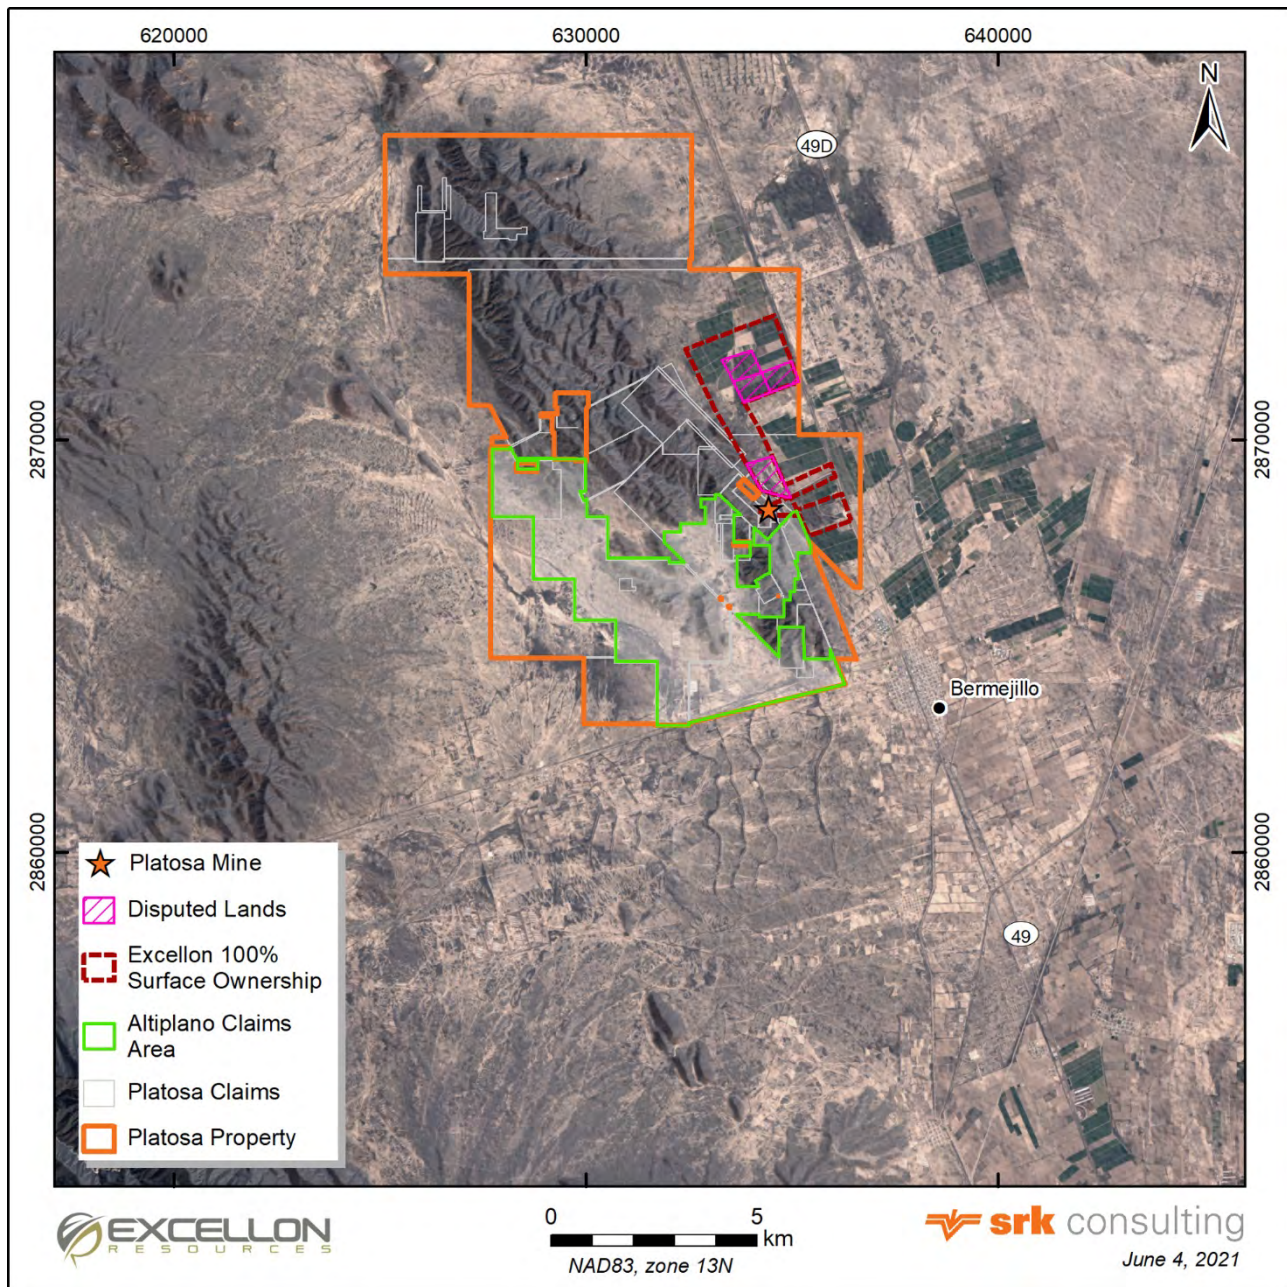 620000
630000
640000
N
49D
2870000
2870000
Bermejillo
2860000
2860000
49
Platosa Mine
Disputed Lands
Excellon 100%
Surface Ownership
Altiplano Claims
Area
Platosa Claims
Platosa Property
EXCELLON
RESOURCES
0 5
km
NAD83, zone 13N
srk consulting
June 4, 2021